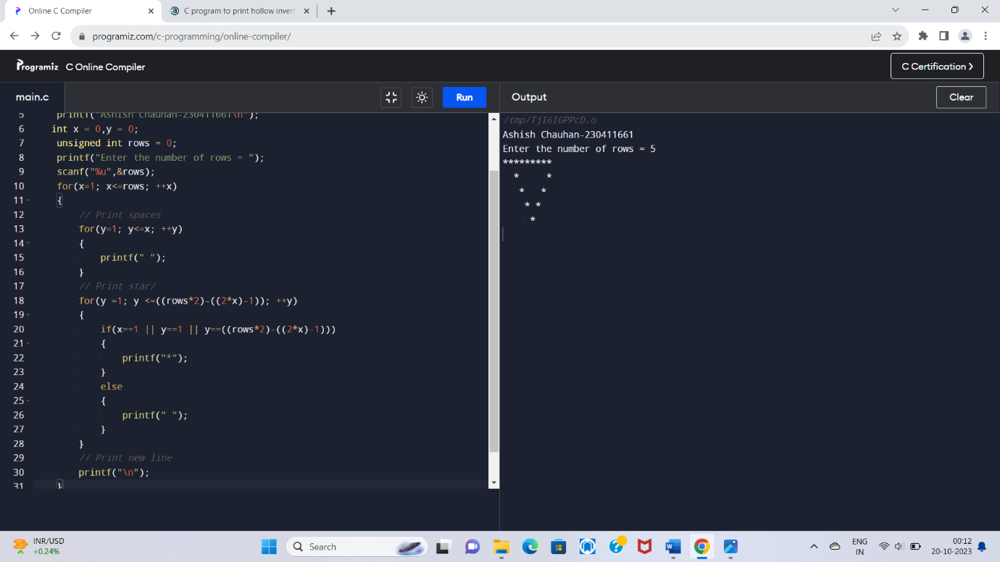 Online C Compiler
C program to print hollow invert
programiz.com/c-programming/online-compiler/
Programiz C Online Compiler
C Certification >
main.c
Run
Output
Clear
5 printf("Ashish Chauhan-230411661\n");
6 int x = 0,y = 0;
7 unsigned int rows = 0;
8 printf("Enter the number of rows = ");
9 scanf("%u",&rows);
10 for(x=1; x<=rows; ++x)
11 {
12 // Print spaces
13 for(y=1; y<=x; ++y)
14 {
15 printf(" ");
16 }
17 // Print star/
18 for(y =1; y <=((rows*2)-((2*x)-1)); ++y)
19 {
20 if(x==1 || y==1 || y==((rows*2)-((2*x)-1)))
21 {
22 printf("*");
23 }
24 else
25 {
26 printf(" ");
27 }
28 }
29 // Print new line
30 printf("\n");
31 }
/tmp/TjI6IGPPcD.o
Ashish Chauhan-230411661
Enter the number of rows = 5
*********
  *     *
   *   *
    * *
     *
INR/USD
+0.24%
Search
ENG
IN
00:12
20-10-2023